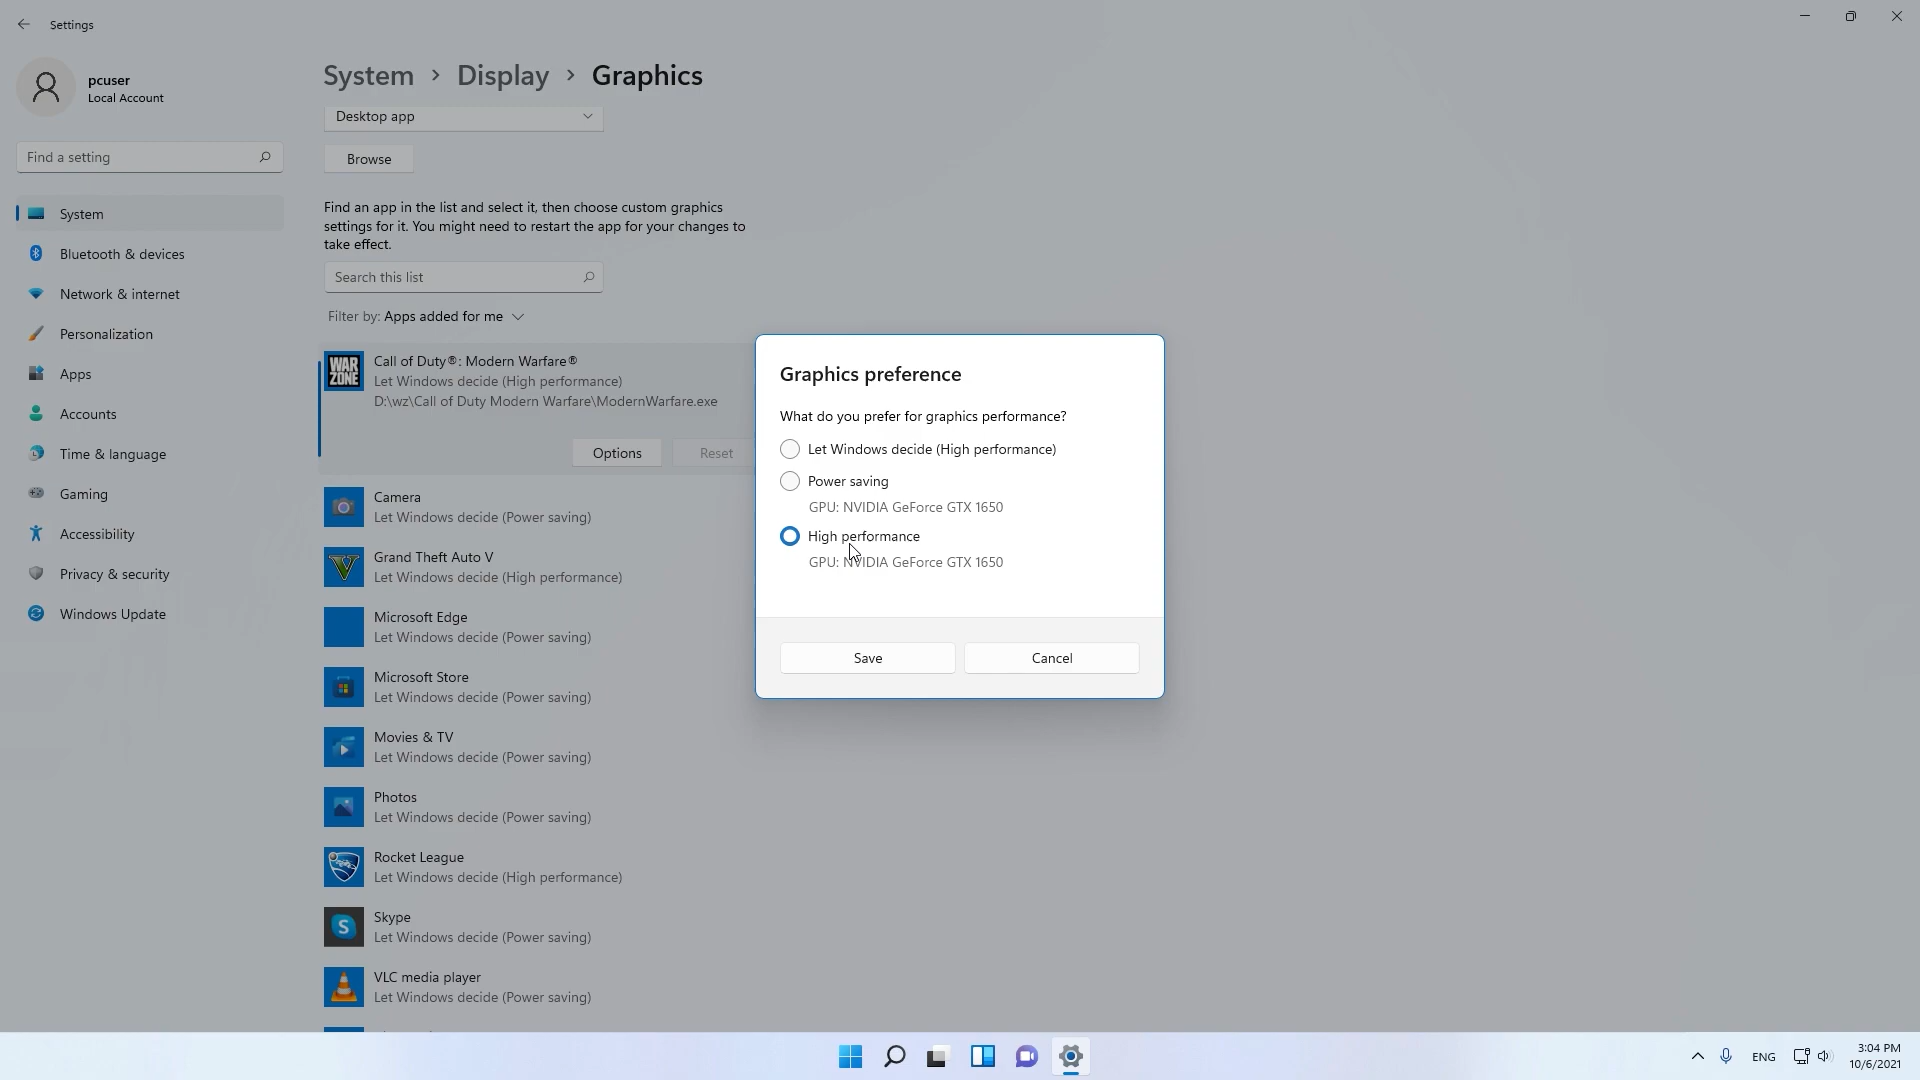 Settings
pcuser
Local Account
Find a setting
System
Bluetooth & devices
Network & internet
Personalization
Apps
Accounts
Time & language
Gaming
Accessibility
Privacy & security
Windows Update
System > Display > Graphics
Desktop app
Browse
Find an app in the list and select it, then choose custom graphics
settings for it. You might need to restart the app for your changes to
take effect.
Search this list
Filter by: Apps added for me
WAR
ZONE
Call of Duty®: Modern Warfare®
Let Windows decide (High performance)
D:\wz\Call of Duty Modern Warfare\ModernWarfare.exe
Options
Reset
Camera
Let Windows decide (Power saving)
Grand Theft Auto V
Let Windows decide (High performance)
Microsoft Edge
Let Windows decide (Power saving)
Microsoft Store
Let Windows decide (Power saving)
Movies & TV
Let Windows decide (Power saving)
Photos
Let Windows decide (Power saving)
Rocket League
Let Windows decide (High performance)
Skype
Let Windows decide (Power saving)
VLC media player
Let Windows decide (Power saving)
Graphics preference
What do you prefer for graphics performance?
Let Windows decide (High performance)
Power saving
GPU: NVIDIA GeForce GTX 1650
High performance
GPU: NVIDIA GeForce GTX 1650
Save
Cancel
ENG
3:04 PM
10/6/2021